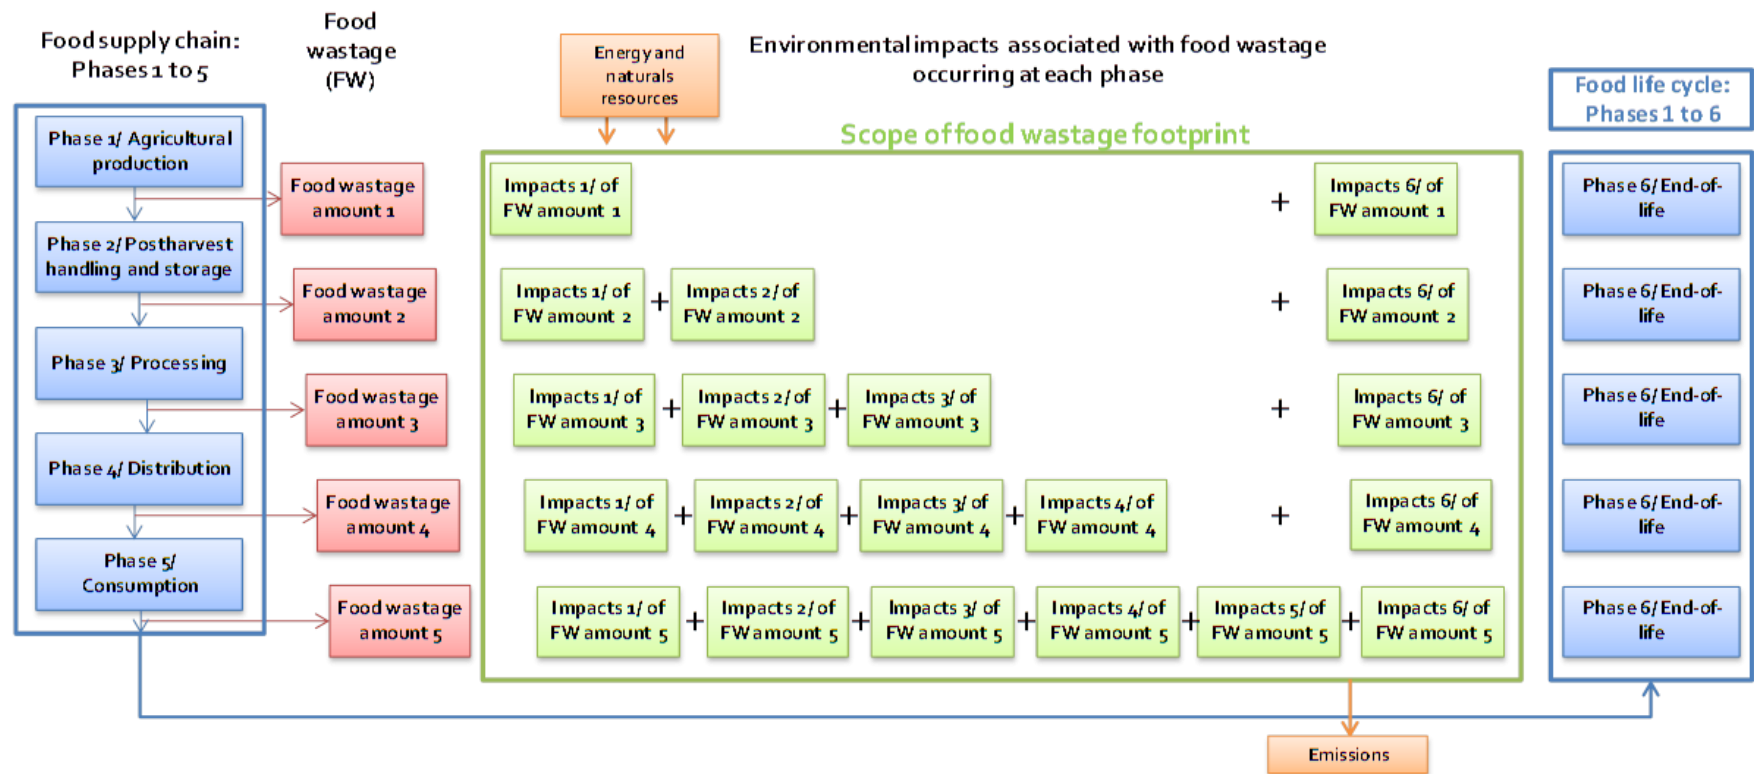 Food supply chain:
Phases 1 to 5
Food
wastage
(FW)
Energy and
naturals
resources
Environmental impacts associated with food wastage
occurring at each phase
Food life cycle:
Phases 1 to 6
Scope of food wastage footprint
Phase 1/ Agricultural
production
Food wastage
amount 1
Impacts 1/ of
FW amount 1
+
Impacts 6/ of
FW amount 1
Phase 6/ End-of-
life
Phase 2/ Postharvest
handling and storage
Food wastage
amount 2
Impacts 1/ of
FW amount 2
+
Impacts 2/ of
FW amount 2
+
Impacts 6/ of
FW amount 2
Phase 6/ End-of-
life
Phase 3/ Processing
Food wastage
amount 3
Impacts 1/ of
FW amount 3
+
Impacts 2/ of
FW amount 3
+
Impacts 3/ of
FW amount 3
+
Impacts 6/ of
FW amount 3
Phase 6/ End-of-
life
Phase 4/ Distribution
Food wastage
amount 4
Impacts 1/ of
FW amount 4
+
Impacts 2/ of
FW amount 4
+
Impacts 3/ of
FW amount 4
+
Impacts 4/ of
FW amount 4
+
Impacts 6/ of
FW amount 4
Phase 6/ End-of-
life
Phase 5/
Consumption
Food wastage
amount 5
Impacts 1/ of
FW amount 5
+
Impacts 2/ of
FW amount 5
+
Impacts 3/ of
FW amount 5
+
Impacts 4/ of
FW amount 5
+
Impacts 5/ of
FW amount 5
+
Impacts 6/ of
FW amount 5
Phase 6/ End-of-
life
Emissions